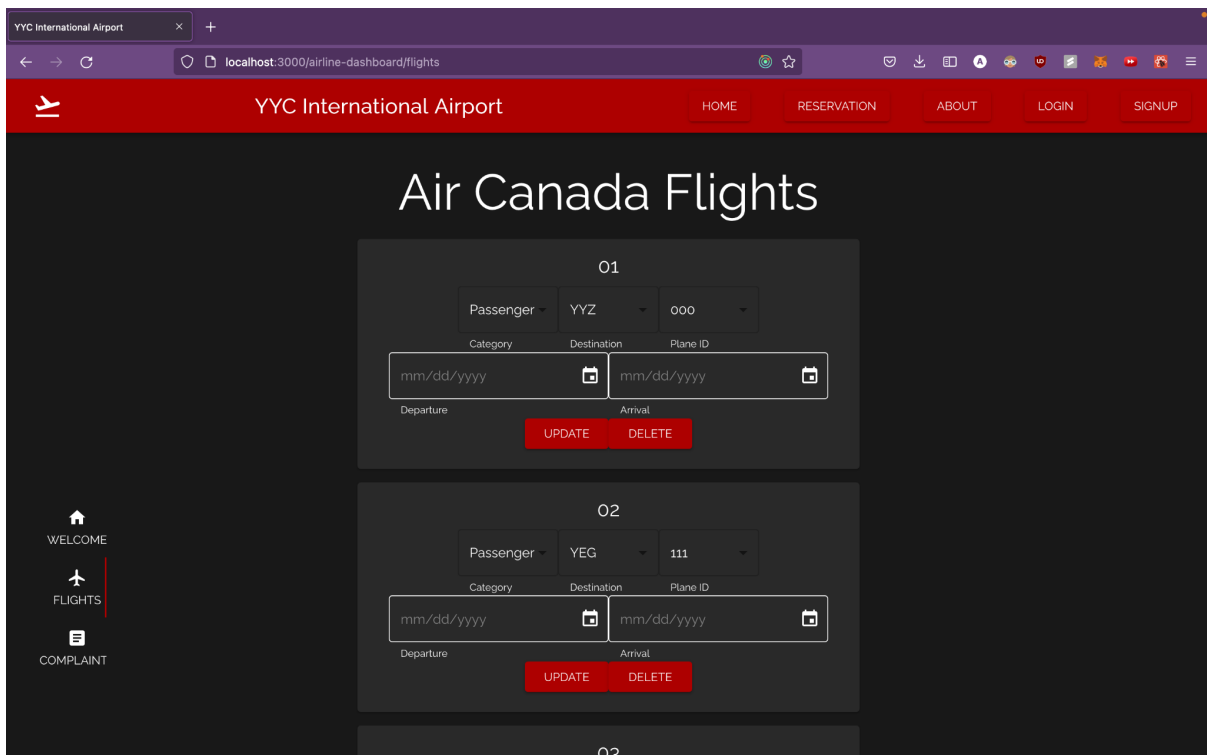 YYC International Airport
localhost:3000/airline-dashboard/flights
YYC International Airport HOME RESERVATION ABOUT LOGIN SIGNUP
Air Canada Flights
01
Passenger YYZ 000
Category Destination Plane ID
mm/dd/yyyy mm/dd/yyyy
Departure Arrival
UPDATE DELETE
02
Passenger YEG 111
Category Destination Plane ID
mm/dd/yyyy mm/dd/yyyy
Departure Arrival
UPDATE DELETE
03
WELCOME
FLIGHTS
COMPLAINT